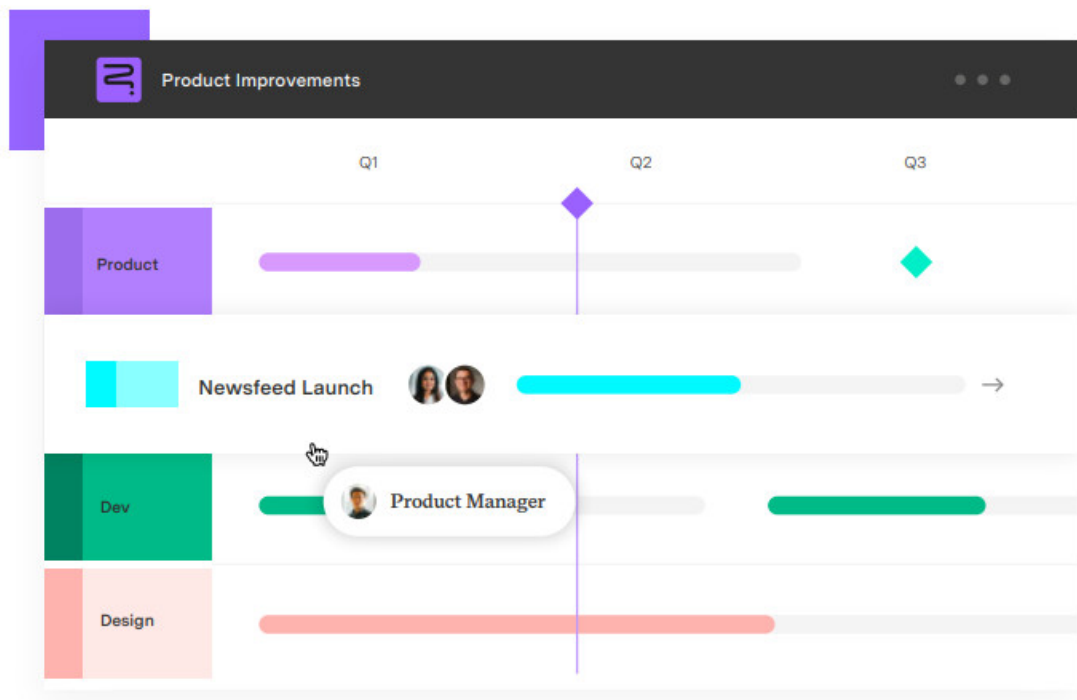 Product Improvements
Q1 Q2 Q3
Product
Newsfeed Launch
Product Manager
Dev
Design